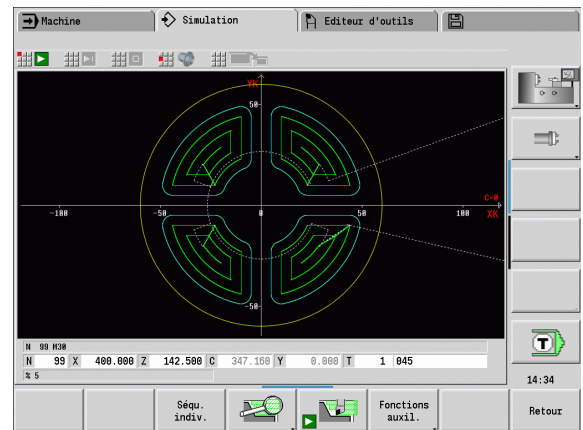 Machine Simulation Editeur d'outils
YK
50
C=0
-100 -50 0 50 100 XK
-50
N 99 M30
N 99 X 400.000 Z 142.500 C 347.160 Y 0.000 T 1 045
% 5
T
14:34
Séqu. indiv.
Fonctions auxil.
Retour